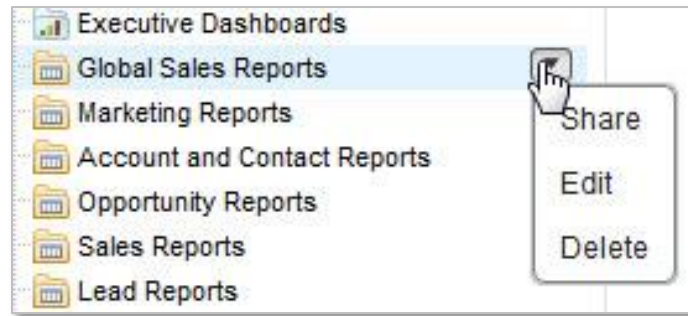 Executive Dashboards
Global Sales Reports
Marketing Reports
Account and Contact Reports
Opportunity Reports
Sales Reports
Lead Reports
Share
Edit
Delete